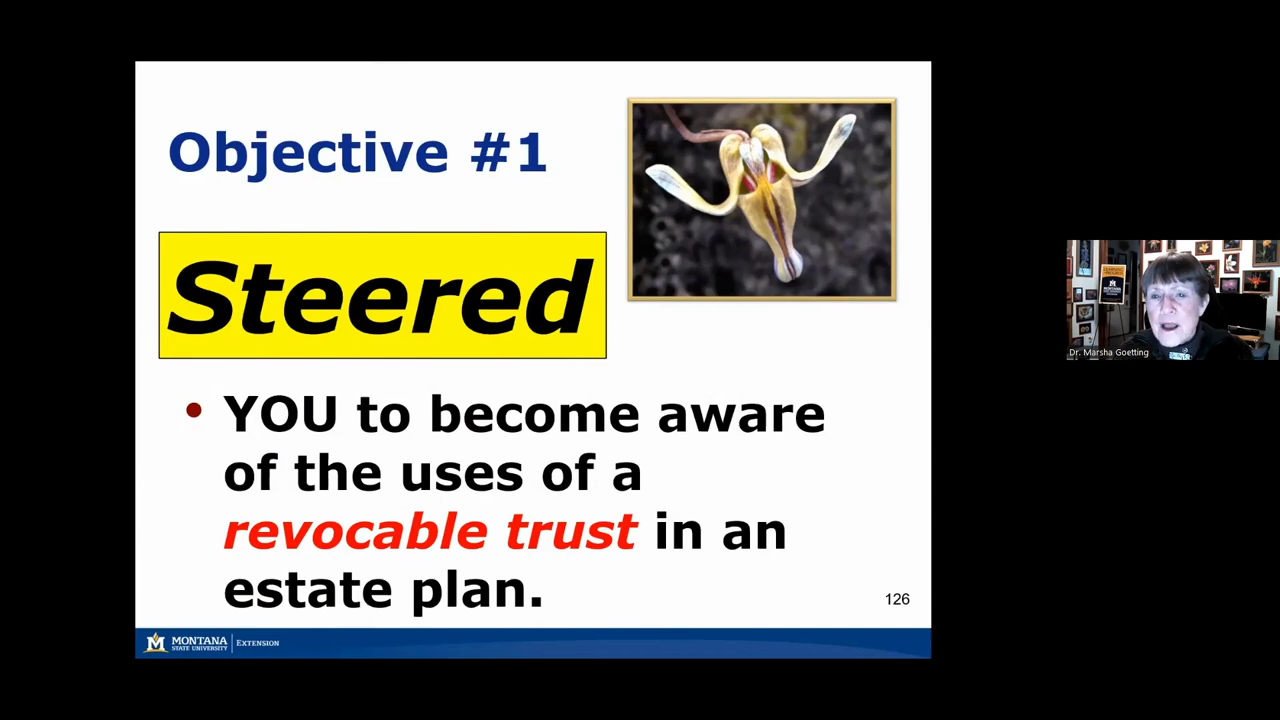 Objective #1
Steered
• YOU to become aware
of the uses of a
revocable trust in an
estate plan.
126
M MONTANA
STATE UNIVERSITY
EXTENSION
Dr. Marsha Goetting